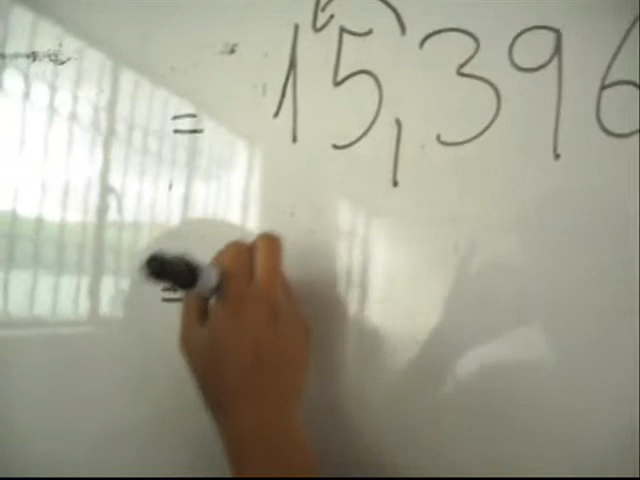 = 15,396
=